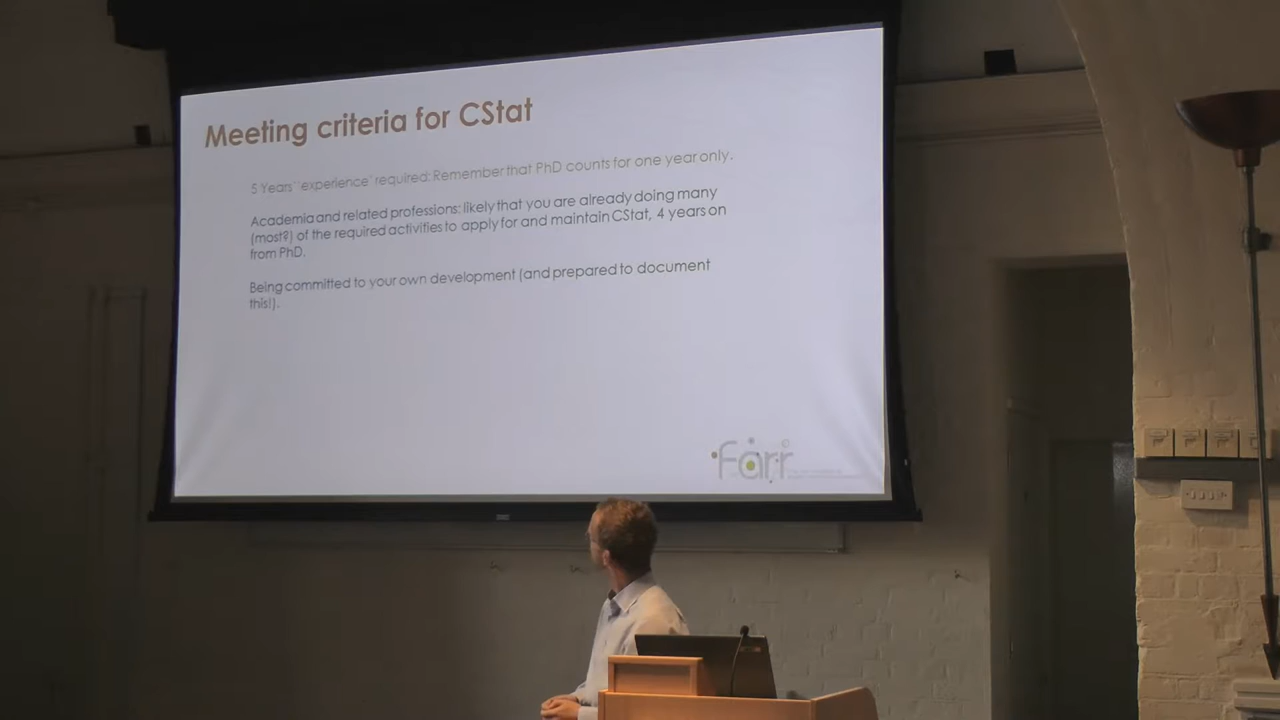 Meeting criteria for CStat
5 Years' 'experience' required: Remember that PhD counts for one year only.
Academia and related professions: likely that you are already doing many
(most?) of the required activities to apply for and maintain CStat, 4 years on
from PhD.
Being committed to your own development (and prepared to document
this!).
Farr